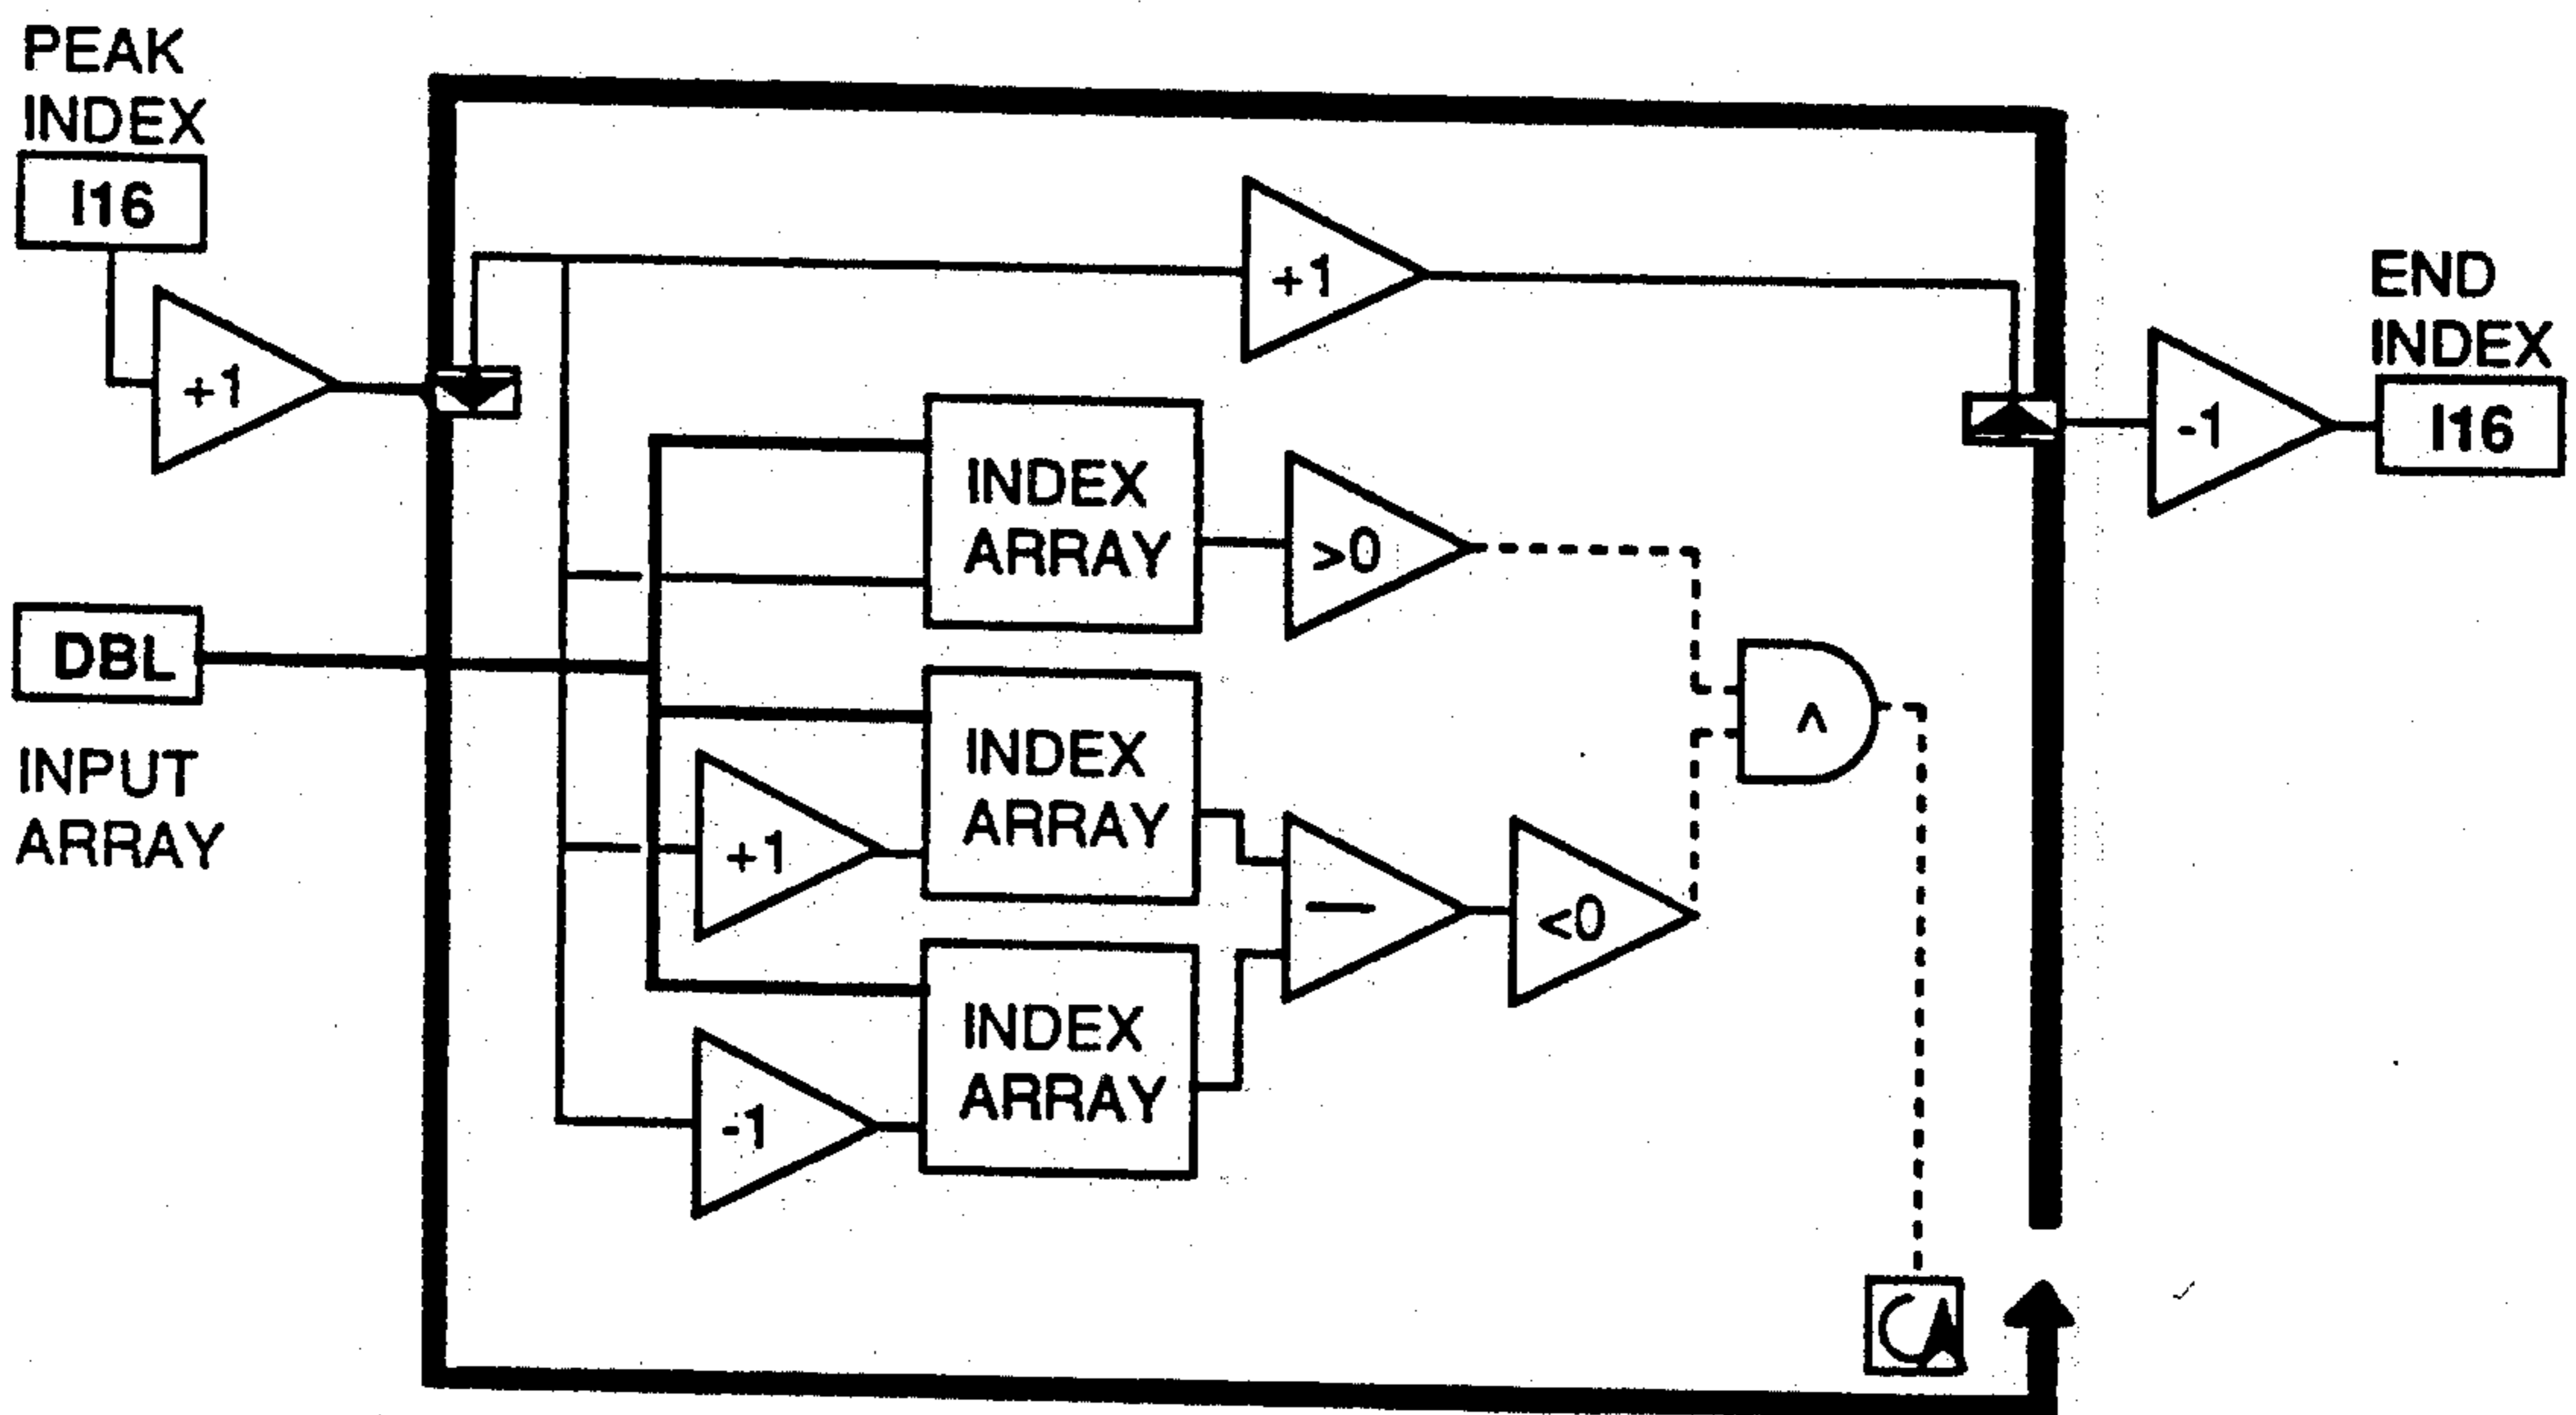 PEAK
INDEX
I16
+1
DBL
INPUT
ARRAY
+1
INDEX
ARRAY
>0
INDEX
ARRAY
+1
INDEX
ARRAY
-1
—
<0
^
-1
END
INDEX
I16